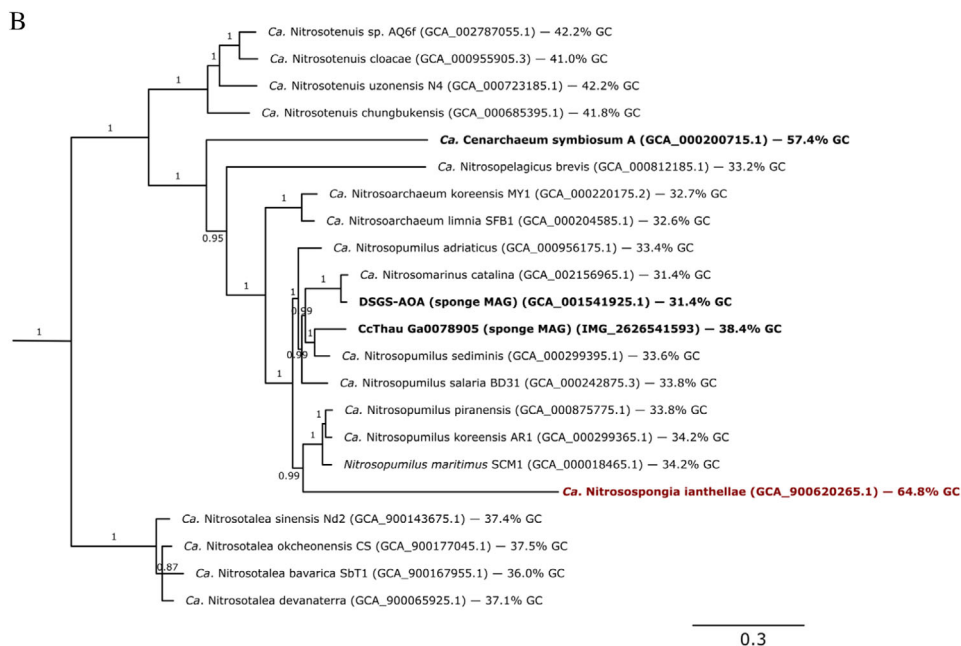 B
Ca. Nitrosotenuis sp. AQ6f (GCA_002787055.1) — 42.2% GC
1
Ca. Nitrosotenuis cloacae (GCA_000955905.3) — 41.0% GC
1
1
Ca. Nitrosotenuis uzonensis N4 (GCA_000723185.1) — 42.2% GC
Ca. Nitrosotenuis chungbukensis (GCA_000685395.1) — 41.8% GC
1
Ca. Cenarchaeum symbiosum A (GCA_000200715.1) — 57.4% GC
Ca. Nitrosopelagicus brevis (GCA_000812185.1) — 33.2% GC
1
Ca. Nitrosoarchaeum koreensis MY1 (GCA_000220175.2) — 32.7% GC
1
Ca. Nitrosoarchaeum limnia SFB1 (GCA_000204585.1) — 32.6% GC
0.95
Ca. Nitrosopumilus adriaticus (GCA_000956175.1) — 33.4% GC
Ca. Nitrosomarinus catalina (GCA_002156965.1) — 31.4% GC
1
1
1
DSGS-AOA (sponge MAG) (GCA_001541925.1) — 31.4% GC
0.99
CcThau Ga0078905 (sponge MAG) (IMG_2626541593) — 38.4% GC
1
1
0.99
Ca. Nitrosopumilus sediminis (GCA_000299395.1) — 33.6% GC
1
Ca. Nitrosopumilus salaria BD31 (GCA_000242875.3) — 33.8% GC
Ca. Nitrosopumilus piranensis (GCA_000875775.1) — 33.8% GC
1
Ca. Nitrosopumilus koreensis AR1 (GCA_000299365.1) — 34.2% GC
1
Nitrosopumilus maritimus SCM1 (GCA_000018465.1) — 34.2% GC
0.99
Ca. Nitrosospongia ianthellae (GCA_900620265.1) — 64.8% GC
Ca. Nitrosotalea sinensis Nd2 (GCA_900143675.1) — 37.4% GC
1
Ca. Nitrosotalea okcheonensis CS (GCA_900177045.1) — 37.5% GC
0.87
Ca. Nitrosotalea bavarica SbT1 (GCA_900167955.1) — 36.0% GC
Ca. Nitrosotalea devanaterra (GCA_900065925.1) — 37.1% GC
0.3